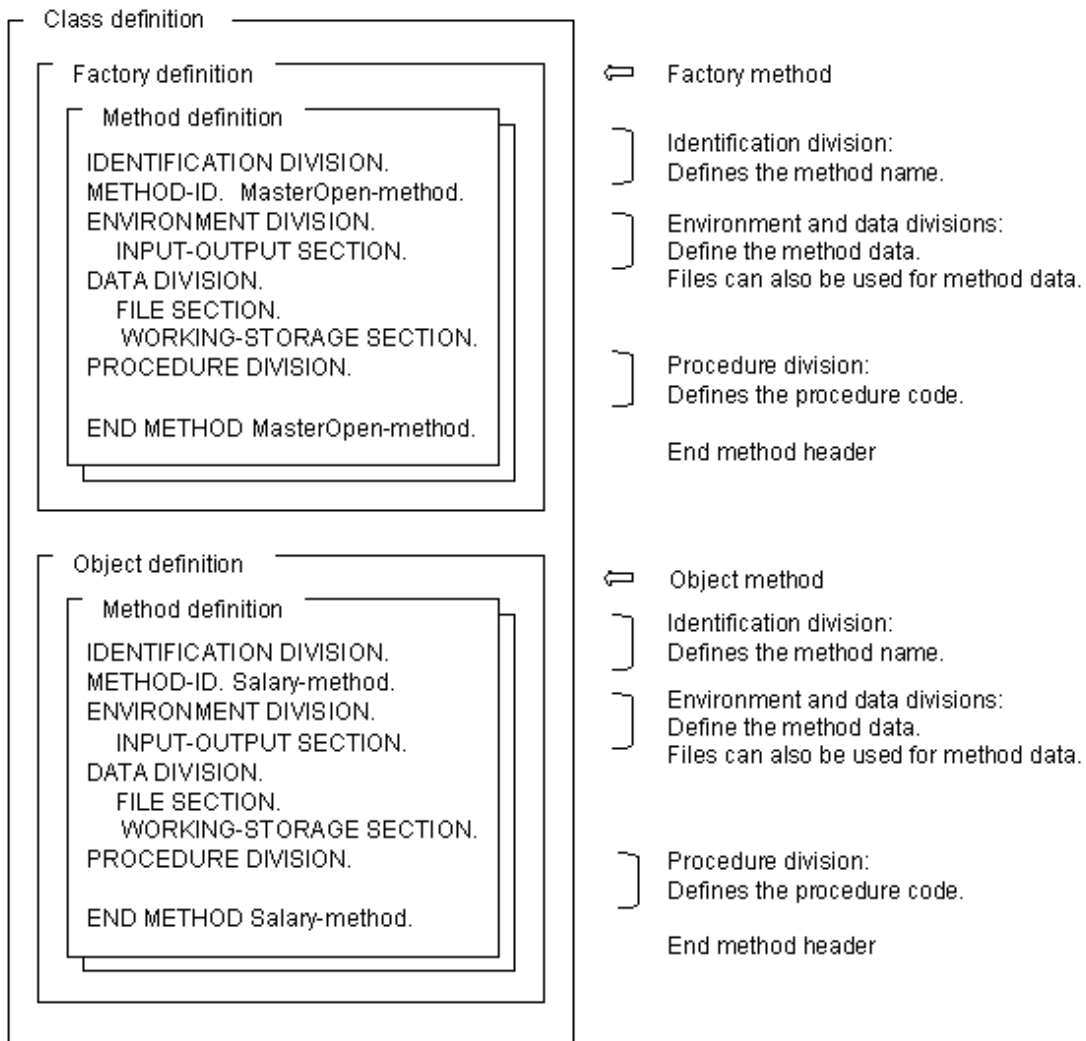 Class definition
Factory definition
Method definition
IDENTIFICATION DIVISION.
METHOD-ID. MasterOpen-method.
ENVIRONMENT DIVISION.
INPUT-OUTPUT SECTION.
DATA DIVISION.
FILE SECTION.
WORKING-STORAGE SECTION.
PROCEDURE DIVISION.
END METHOD MasterOpen-method.
Factory method
Identification division:
Defines the method name.
Environment and data divisions:
Define the method data.
Files can also be used for method data.
Procedure division:
Defines the procedure code.
End method header
Object definition
Method definition
IDENTIFICATION DIVISION.
METHOD-ID. Salary-method.
ENVIRONMENT DIVISION.
INPUT-OUTPUT SECTION.
DATA DIVISION.
FILE SECTION.
WORKING-STORAGE SECTION.
PROCEDURE DIVISION.
END METHOD Salary-method.
Object method
Identification division:
Defines the method name.
Environment and data divisions:
Define the method data.
Files can also be used for method data.
Procedure division:
Defines the procedure code.
End method header